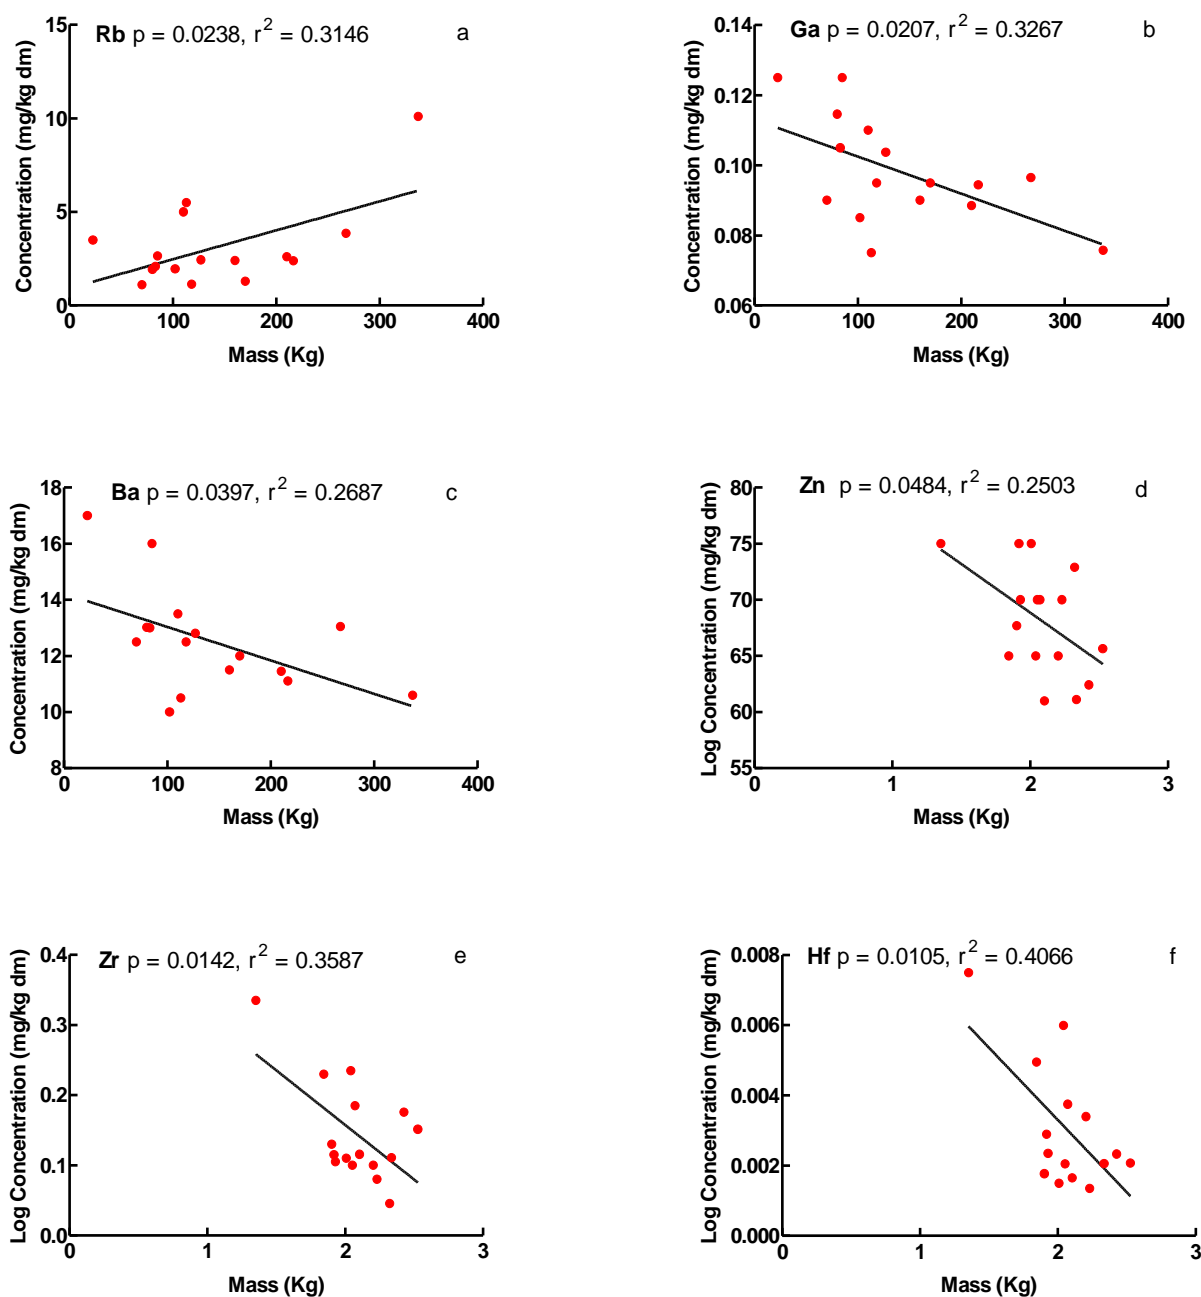 Rb p = 0.0238, r² = 0.3146
a
Concentration (mg/kg dm)
15
10
5
0
0 100 200 300 400
Mass (Kg)
Ga p = 0.0207, r² = 0.3267
b
Concentration (mg/kg dm)
0.14
0.12
0.10
0.08
0.06
0 100 200 300 400
Mass (Kg)
Ba p = 0.0397, r² = 0.2687
c
Concentration (mg/kg dm)
18
16
14
12
10
8
0 100 200 300 400
Mass (Kg)
Zn p = 0.0484, r² = 0.2503
d
Log Concentration (mg/kg dm)
80
75
70
65
60
55
0 1 2 3
Mass (Kg)
Zr p = 0.0142, r² = 0.3587
e
Log Concentration (mg/kg dm)
0.4
0.3
0.2
0.1
0.0
0 1 2 3
Mass (Kg)
Hf p = 0.0105, r² = 0.4066
f
Log Concentration (mg/kg dm)
0.008
0.006
0.004
0.002
0.000
0 1 2 3
Mass (Kg)